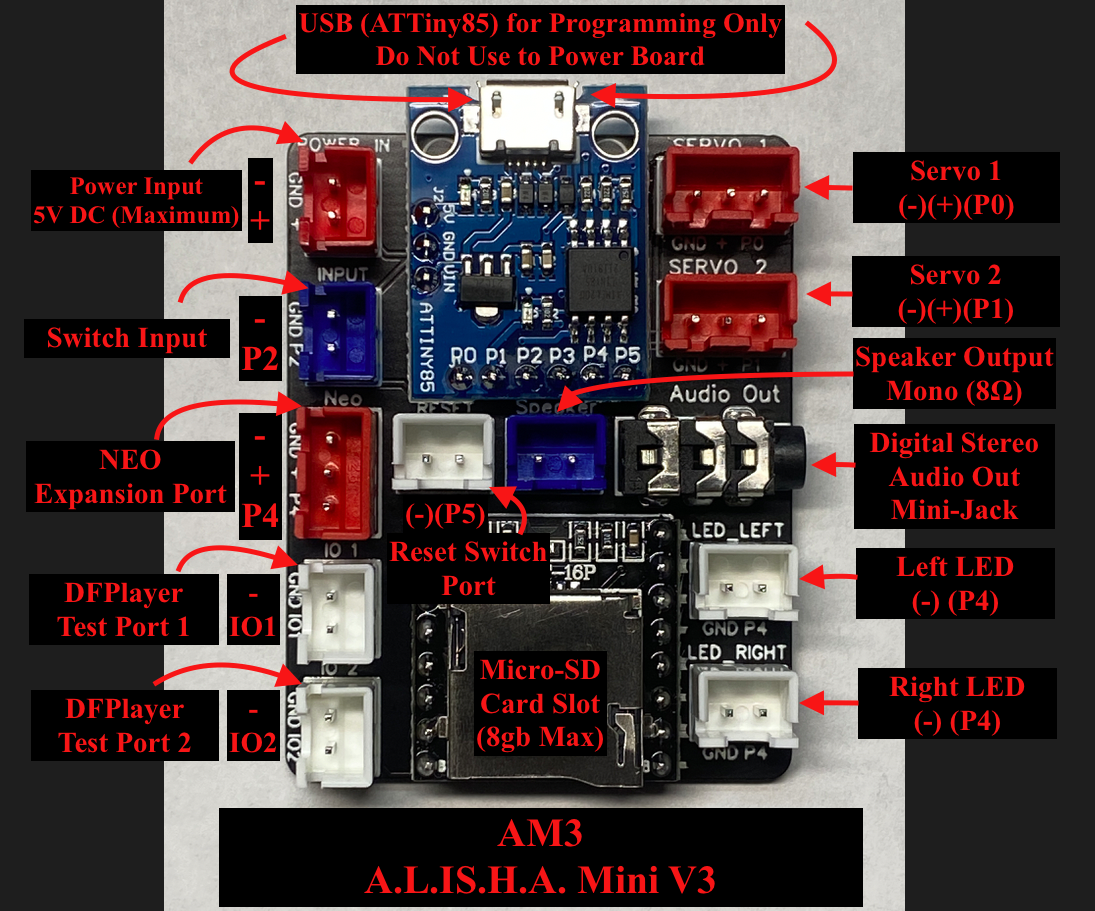 USB (ATTiny85) for Programming Only
Do Not Use to Power Board
POWER IN
GND +
Power Input
5V DC (Maximum)
-
+
INPUT
GND P2
Switch Input
-
P2
Neo
GND + P4
NEO
Expansion Port
-
+
P4
IO 1
GND IO1
DFPlayer
Test Port 1
-
IO1
IO 2
GND IO2
DFPlayer
Test Port 2
-
IO2
J2
5V GND VIN
ATTINY85
P0 P1 P2 P3 P4 P5
RESET
Speaker
(-)(P5)
Reset Switch
Port
-16P
Micro-SD
Card Slot
(8gb Max)
SERVO 1
GND + P0
Servo 1
(-)(+)(P0)
SERVO 2
GND + P1
Servo 2
(-)(+)(P1)
Speaker Output
Mono (8Ω)
Audio Out
Digital Stereo
Audio Out
Mini-Jack
LED_LEFT
GND P4
Left LED
(-) (P4)
LED_RIGHT
GND P4
Right LED
(-) (P4)
AM3
A.L.IS.H.A. Mini V3